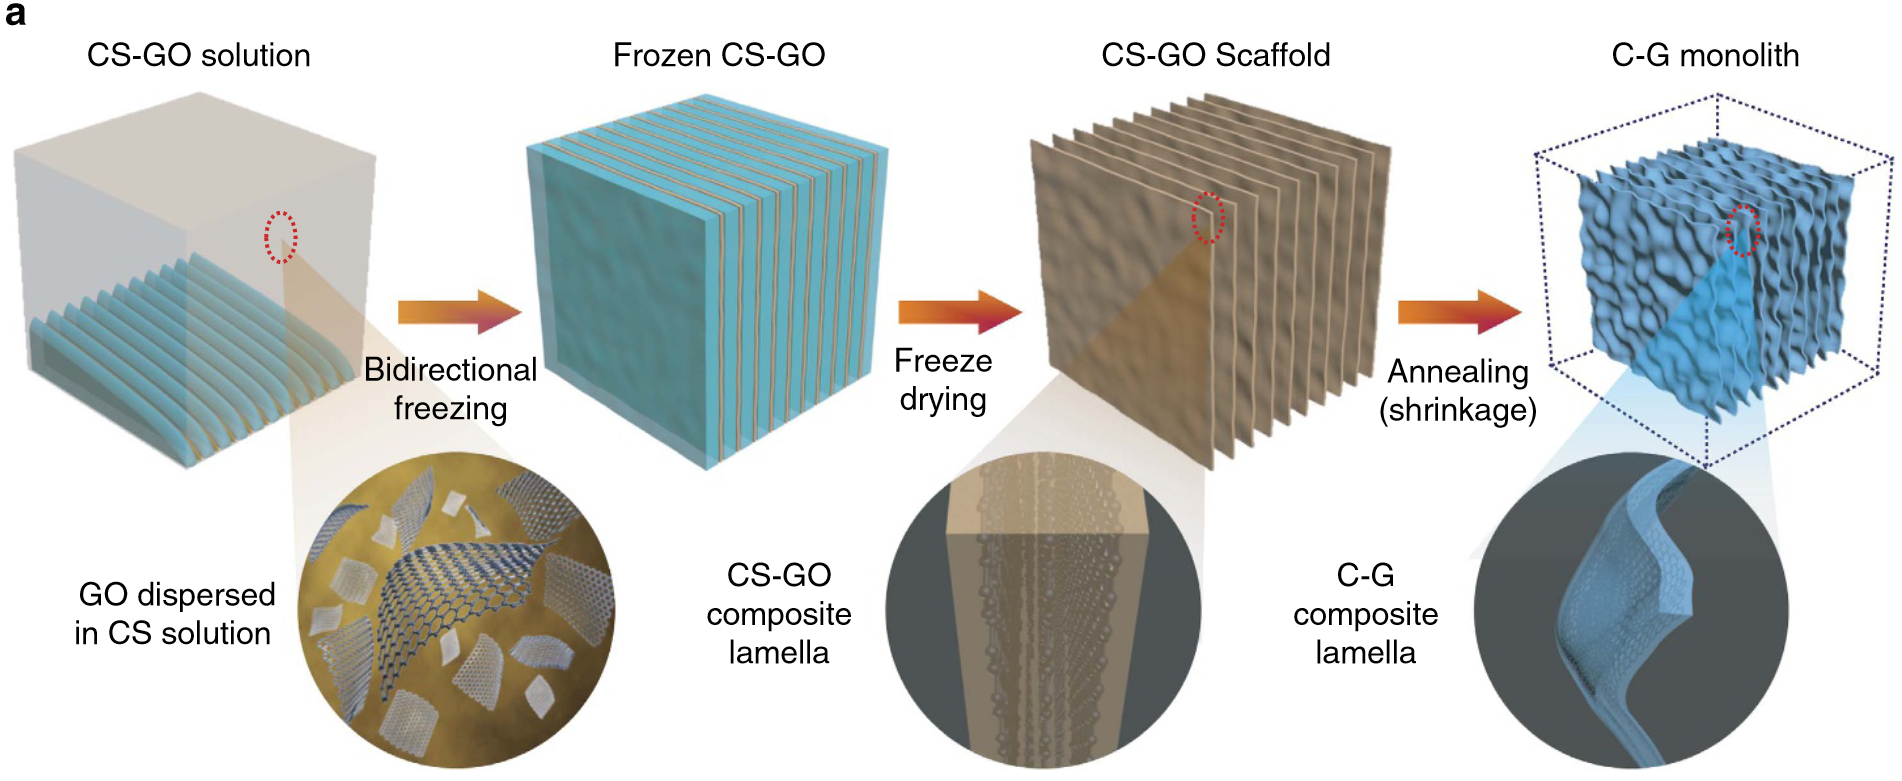 a
CS-GO solution
Frozen CS-GO
CS-GO Scaffold
C-G monolith
Bidirectional
freezing
Freeze
drying
Annealing
(shrinkage)
GO dispersed
in CS solution
CS-GO
composite
lamella
C-G
composite
lamella